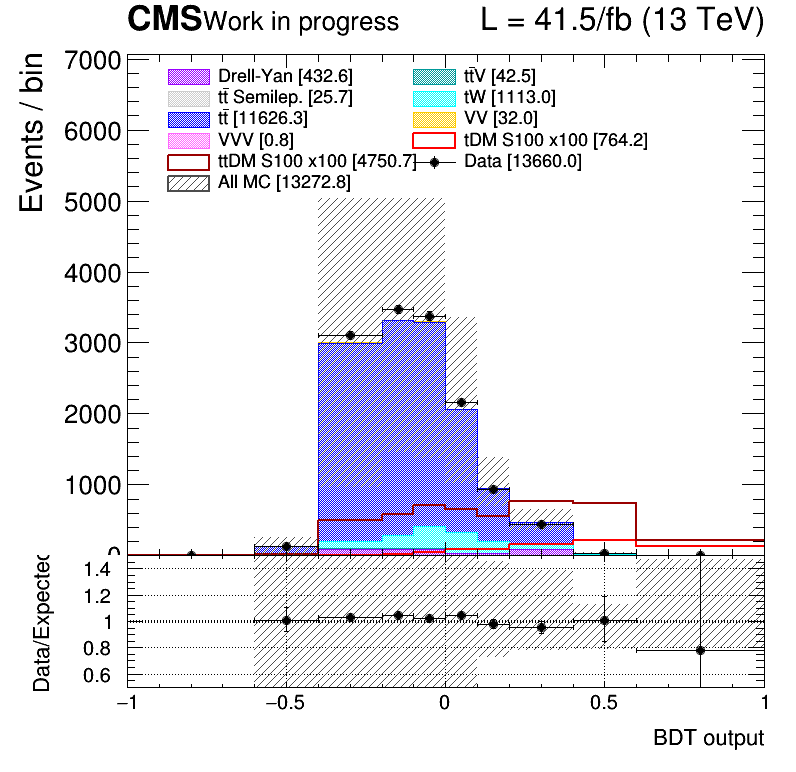 CMS Work in progress L = 41.5/fb (13 TeV)
Events / bin
7000
6000
5000
4000
3000
2000
1000
0
Drell-Yan [432.6] tt̄V [42.5]
tt̄ Semilep. [25.7] tW [1113.0]
tt̄ [11626.3] VV [32.0]
VVV [0.8] tDM S100 x100 [764.2]
ttDM S100 x100 [4750.7] Data [13660.0]
All MC [13272.8]
Data/Expected
1.4
1.2
1
0.8
0.6
−1 −0.5 0 0.5 1
BDT output